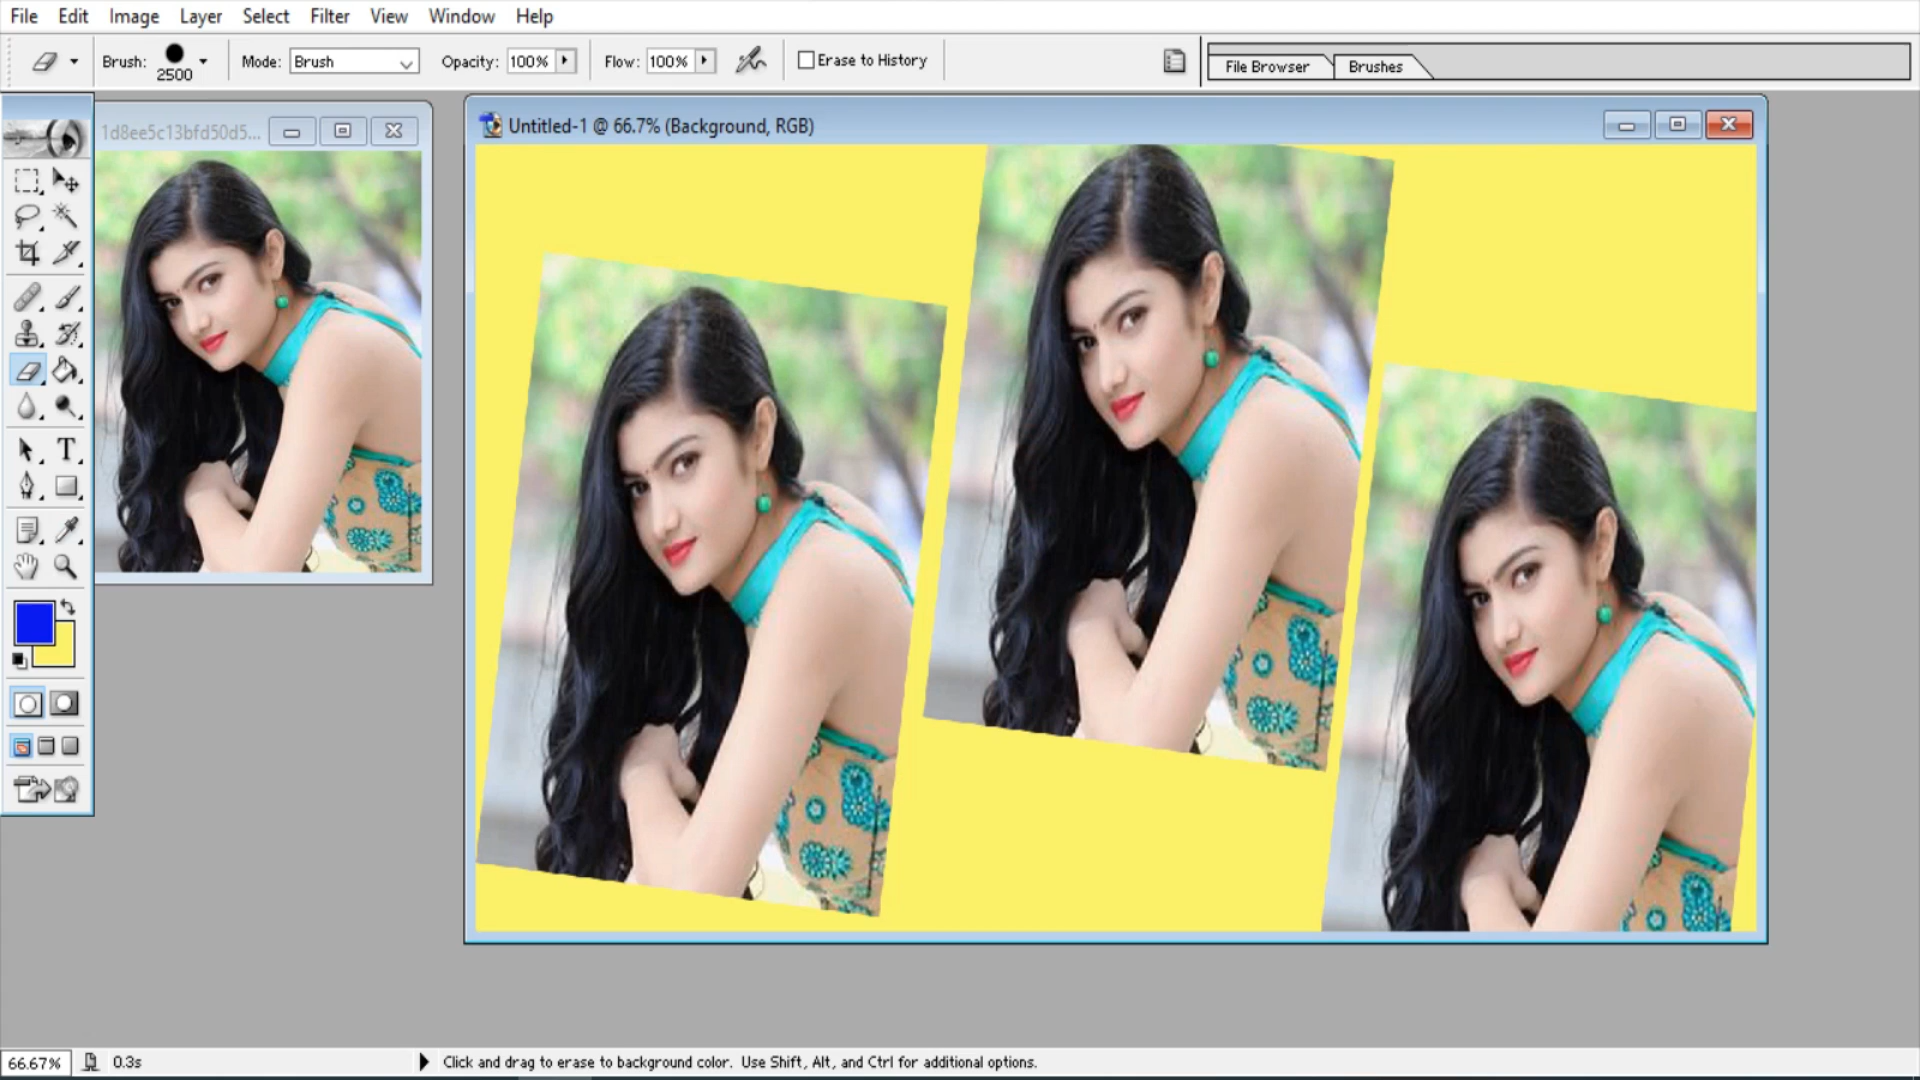 File Edit Image Layer Select Filter View Window Help
Brush: 2500 Mode: Brush Opacity: 100% Flow: 100% Erase to History File Browser Brushes
1d8ee5c13bfd50d5...
Untitled-1 @ 66.7% (Background, RGB)
T
66.67% 0.3s Click and drag to erase to background color. Use Shift, Alt, and Ctrl for additional options.